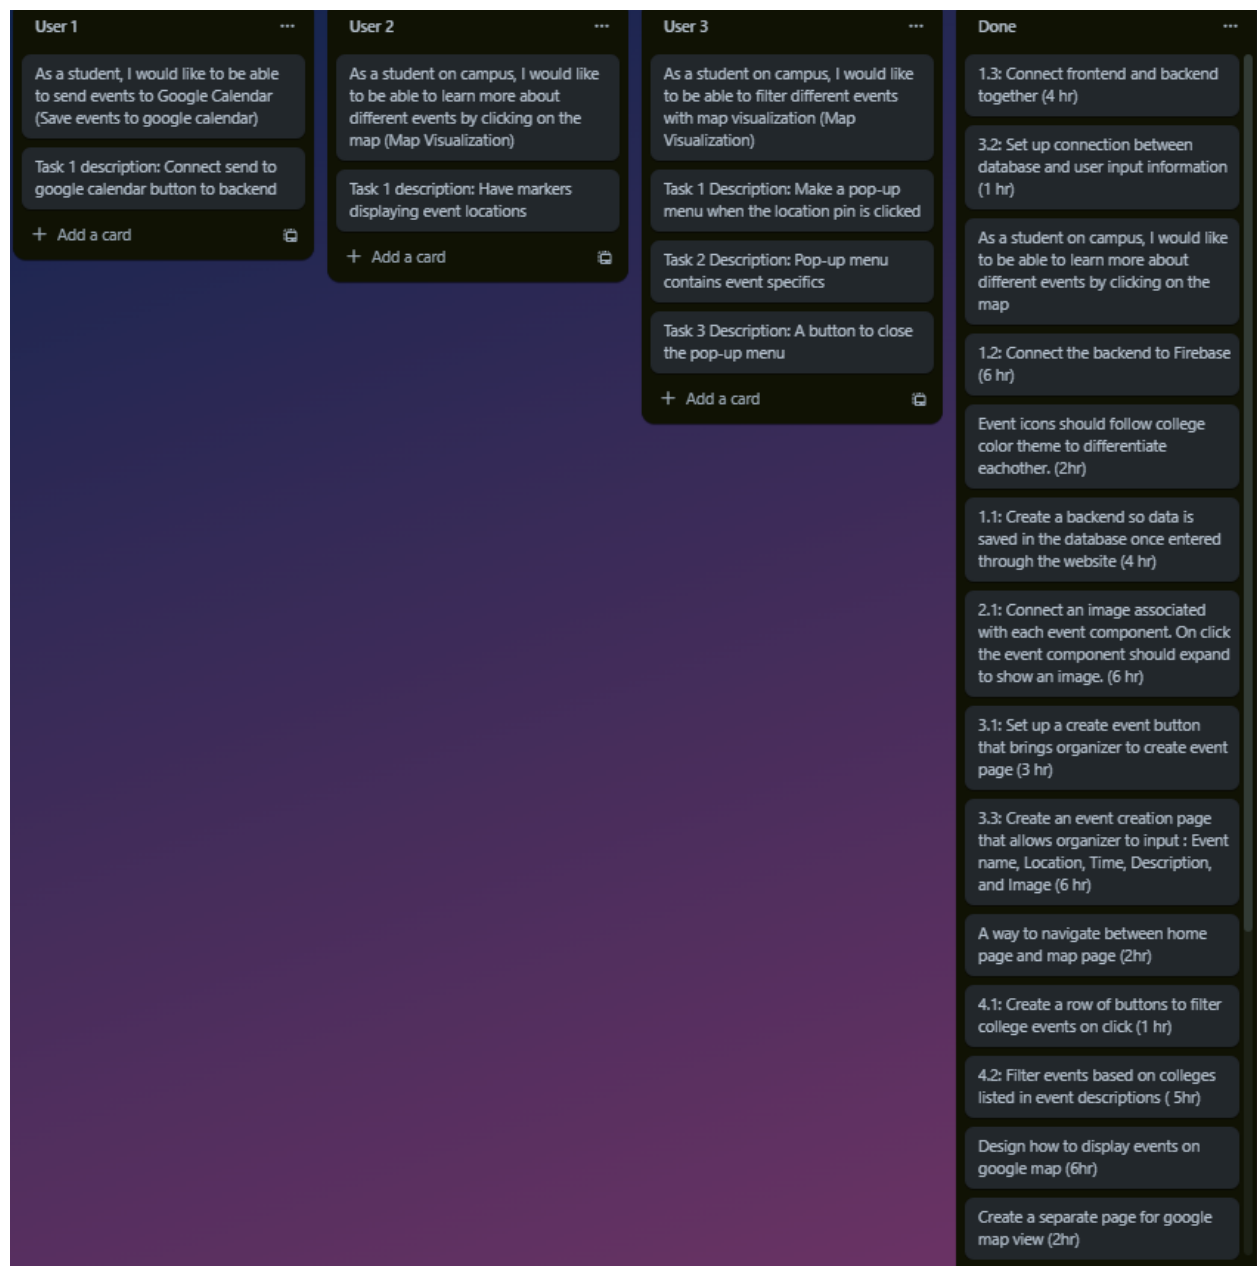 User 1
As a student, I would like to be able
to send events to Google Calendar
(Save events to google calendar)
Task 1 description: Connect send to
google calendar button to backend
+ Add a card
User 2
As a student on campus, I would like
to be able to learn more about
different events by clicking on the
map (Map Visualization)
Task 1 description: Have markers
displaying event locations
+ Add a card
User 3
As a student on campus, I would like
to be able to filter different events
with map visualization (Map
Visualization)
Task 1 Description: Make a pop-up
menu when the location pin is clicked
Task 2 Description: Pop-up menu
contains event specifics
Task 3 Description: A button to close
the pop-up menu
+ Add a card
Done
1.3: Connect frontend and backend
together (4 hr)
3.2: Set up connection between
database and user input information
(1 hr)
As a student on campus, I would like
to be able to learn more about
different events by clicking on the
map
1.2: Connect the backend to Firebase
(6 hr)
Event icons should follow college
color theme to differentiate
eachother. (2hr)
1.1: Create a backend so data is
saved in the database once entered
through the website (4 hr)
2.1: Connect an image associated
with each event component. On click
the event component should expand
to show an image. (6 hr)
3.1: Set up a create event button
that brings organizer to create event
page (3 hr)
3.3: Create an event creation page
that allows organizer to input : Event
name, Location, Time, Description,
and Image (6 hr)
A way to navigate between home
page and map page (2hr)
4.1: Create a row of buttons to filter
college events on click (1 hr)
4.2: Filter events based on colleges
listed in event descriptions ( 5hr)
Design how to display events on
google map (6hr)
Create a separate page for google
map view (2hr)